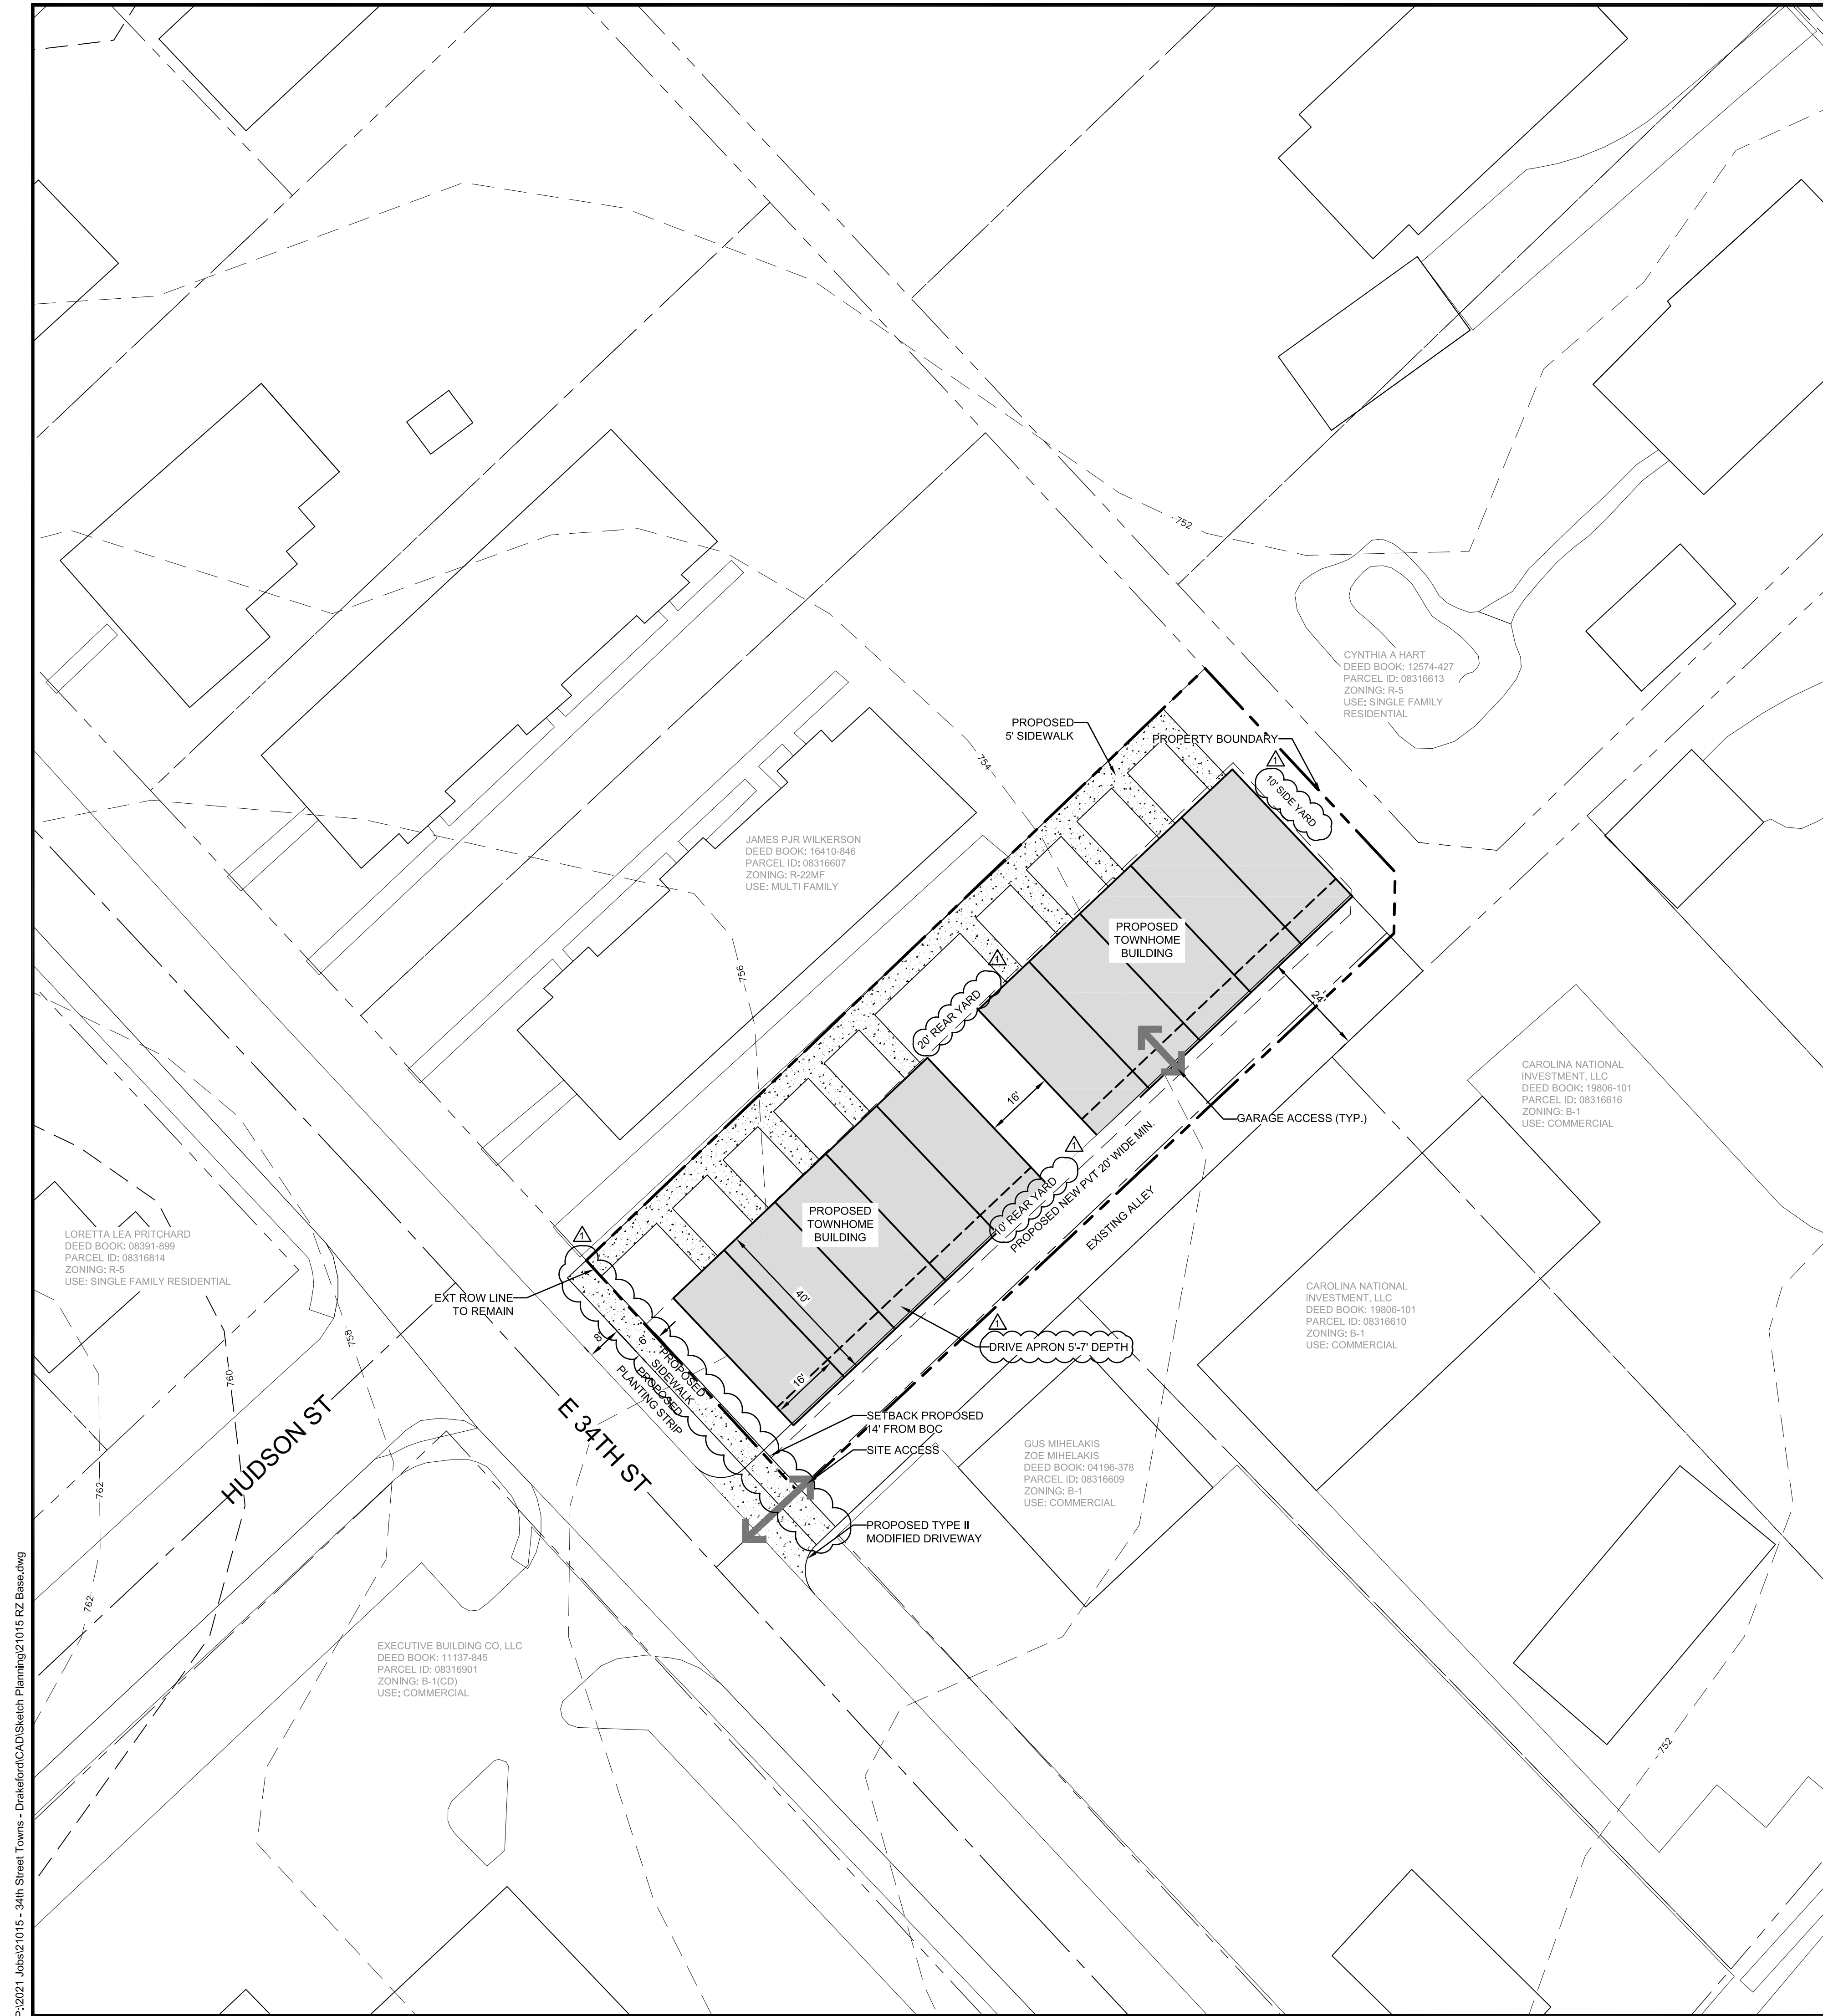 752
CYNTHIA A HART
DEED BOOK: 12574-427
PARCEL ID: 08316613
ZONING: R-5
USE: SINGLE FAMILY
RESIDENTIAL
PROPOSED
5' SIDEWALK
PROPERTY BOUNDARY
1
10' SIDE YARD
754
JAMES PJR WILKERSON
DEED BOOK: 16410-846
PARCEL ID: 08316607
ZONING: R-22MF
USE: MULTI FAMILY
PROPOSED
TOWNHOME
BUILDING
1
20' REAR YARD
756
24'
CAROLINA NATIONAL
INVESTMENT, LLC
DEED BOOK: 19806-101
PARCEL ID: 08316616
ZONING: B-1
USE: COMMERCIAL
16'
GARAGE ACCESS (TYP.)
1
10' REAR YARD
PROPOSED NEW PVT 20' WIDE MIN.
EXISTING ALLEY
PROPOSED
TOWNHOME
BUILDING
LORETTA LEA PRITCHARD
DEED BOOK: 08391-899
PARCEL ID: 08316814
ZONING: R-5
USE: SINGLE FAMILY RESIDENTIAL
1
EXT ROW LINE
TO REMAIN
40'
CAROLINA NATIONAL
INVESTMENT, LLC
DEED BOOK: 19806-101
PARCEL ID: 08316610
ZONING: B-1
USE: COMMERCIAL
1
DRIVE APRON 5'-7' DEPTH
8'
6'
PROPOSED
SIDEWALK
PROPOSED
PLANTING STRIP
16'
758
760
762
762
HUDSON ST
E 34TH ST
SETBACK PROPOSED
14' FROM BOC
SITE ACCESS
GUS MIHELAKIS
ZOE MIHELAKIS
DEED BOOK: 04196-378
PARCEL ID: 08316609
ZONING: B-1
USE: COMMERCIAL
PROPOSED TYPE II
MODIFIED DRIVEWAY
EXECUTIVE BUILDING CO, LLC
DEED BOOK: 11137-845
PARCEL ID: 08316901
ZONING: B-1(CD)
USE: COMMERCIAL
752
P:\2021 Jobs\21015 - 34th Street Towns - Drakeford\CAD\Sketch Planning\21015 RZ Base.dwg